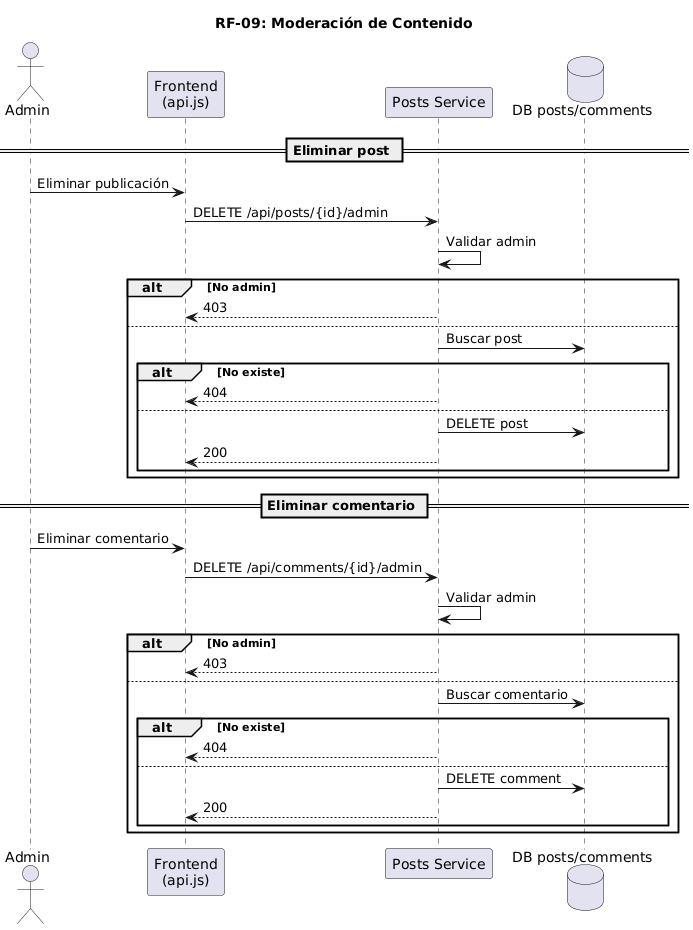 RF-09: Moderación de Contenido
Admin
Frontend
(api.js)
Posts Service
DB posts/comments
Eliminar post
Eliminar publicación
DELETE /api/posts/{id}/admin
Validar admin
alt [No admin]
403
Buscar post
alt [No existe]
404
DELETE post
200
Eliminar comentario
Eliminar comentario
DELETE /api/comments/{id}/admin
Validar admin
alt [No admin]
403
Buscar comentario
alt [No existe]
404
DELETE comment
200
Admin
Frontend
(api.js)
Posts Service
DB posts/comments